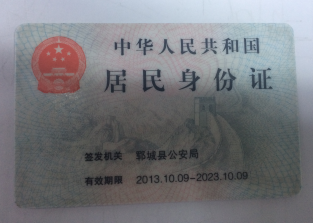 中华人民共和国
居民身份证
签发机关 郓城县公安局
有效期限 2013.10.09-2023.10.09